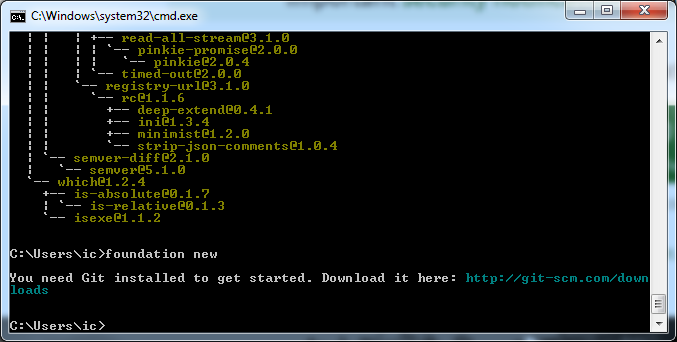 C:\Windows\system32\cmd.exe
| | | +-- read-all-stream@3.1.0
| | | | `-- pinkie-promise@2.0.0
| | | |   `-- pinkie@2.0.4
| | | `-- timed-out@2.0.0
| | `-- registry-url@3.1.0
| |   `-- rc@1.1.6
| |     +-- deep-extend@0.4.1
| |     +-- ini@1.3.4
| |     +-- minimist@1.2.0
| |     `-- strip-json-comments@1.0.4
| `-- semver-diff@2.1.0
|   `-- semver@5.1.0
`-- which@1.2.4
  +-- is-absolute@0.1.7
  | `-- is-relative@0.1.3
  `-- isexe@1.1.2
C:\Users\ic>foundation new
You need Git installed to get started. Download it here: http://git-scm.com/down
loads
C:\Users\ic>